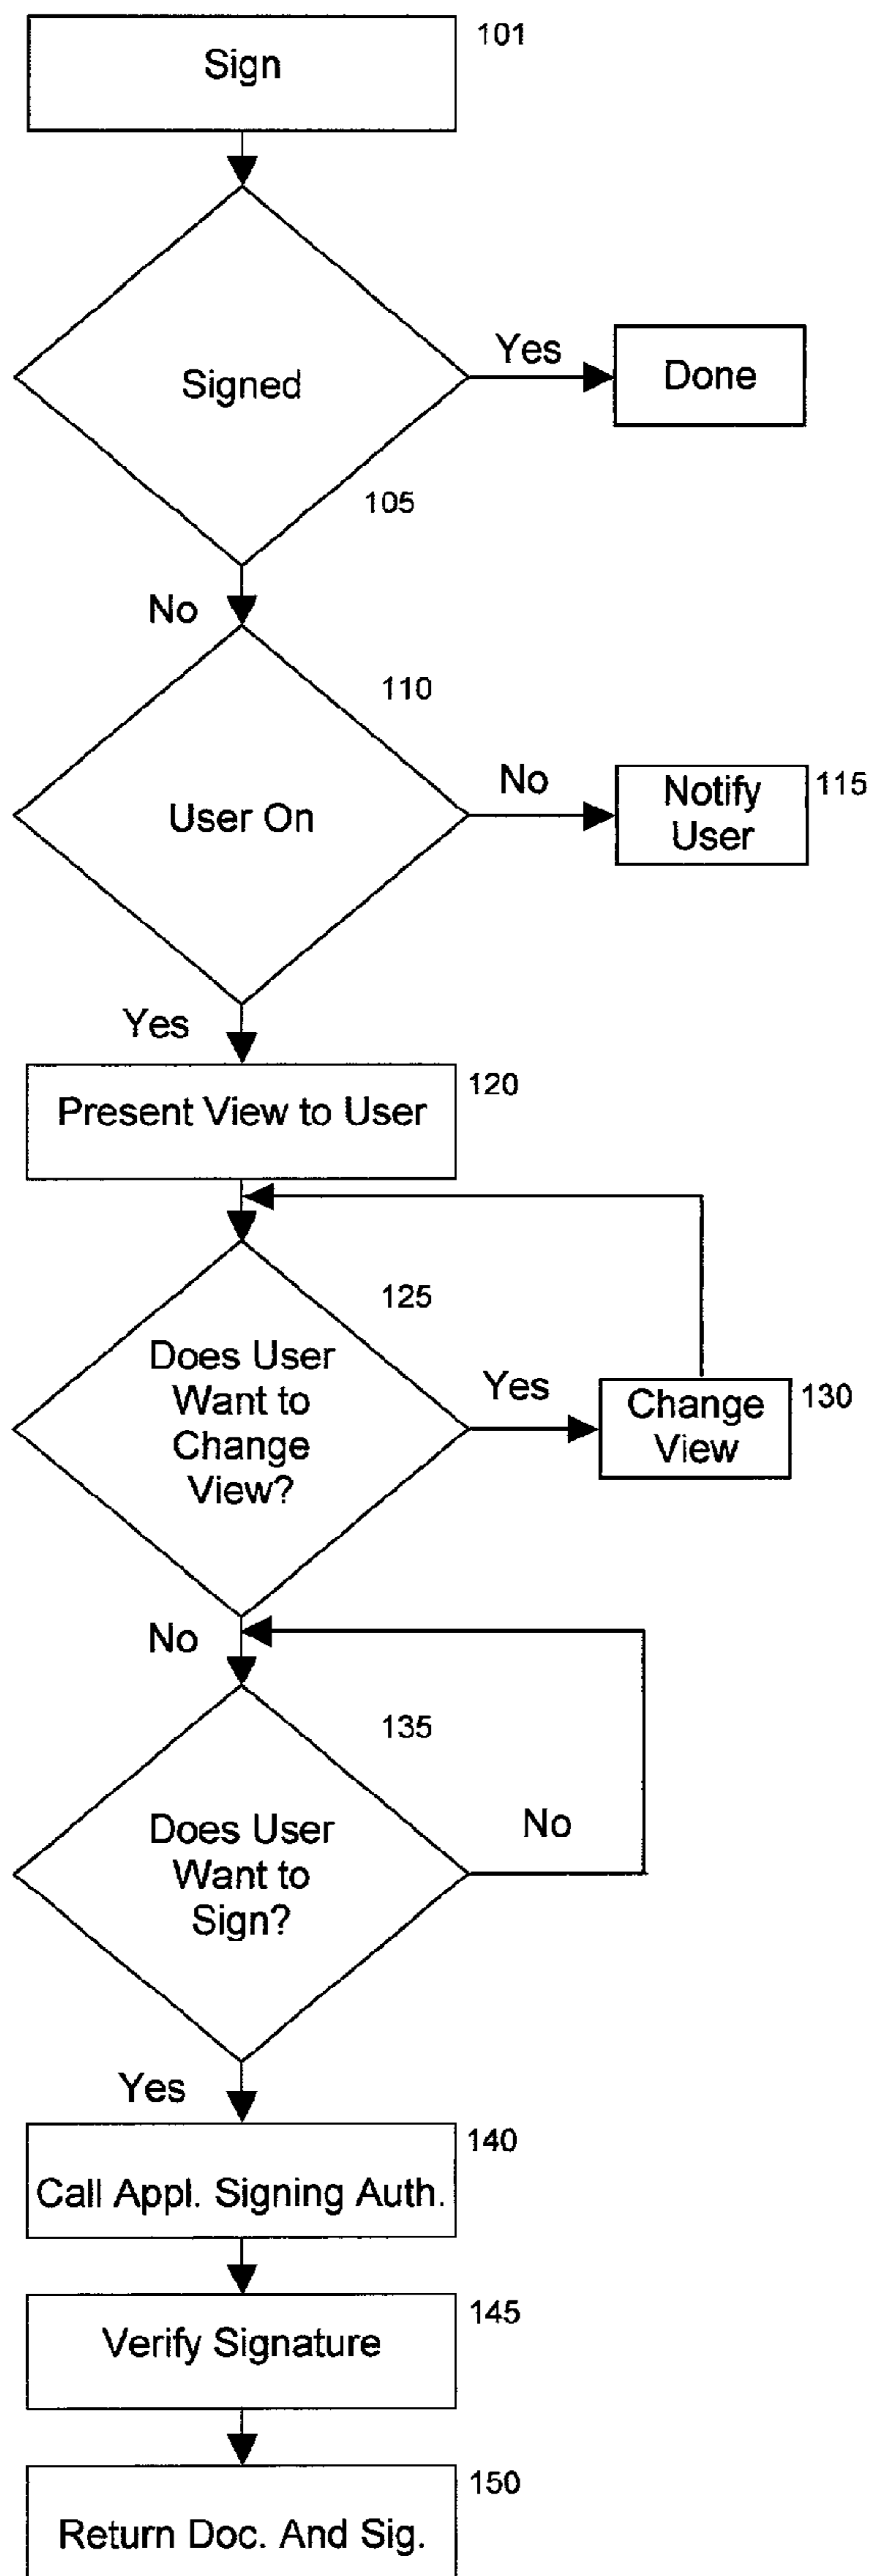 101
Sign
Yes
Done
Signed
105
No
110
No
Notify
User
115
User On
Yes
120
Present View to User
125
Does User
Want to
Change
View?
Yes
Change
View
130
No
135
Does User
Want to
Sign?
No
Yes
140
Call Appl. Signing Auth.
145
Verify Signature
150
Return Doc. And Sig.